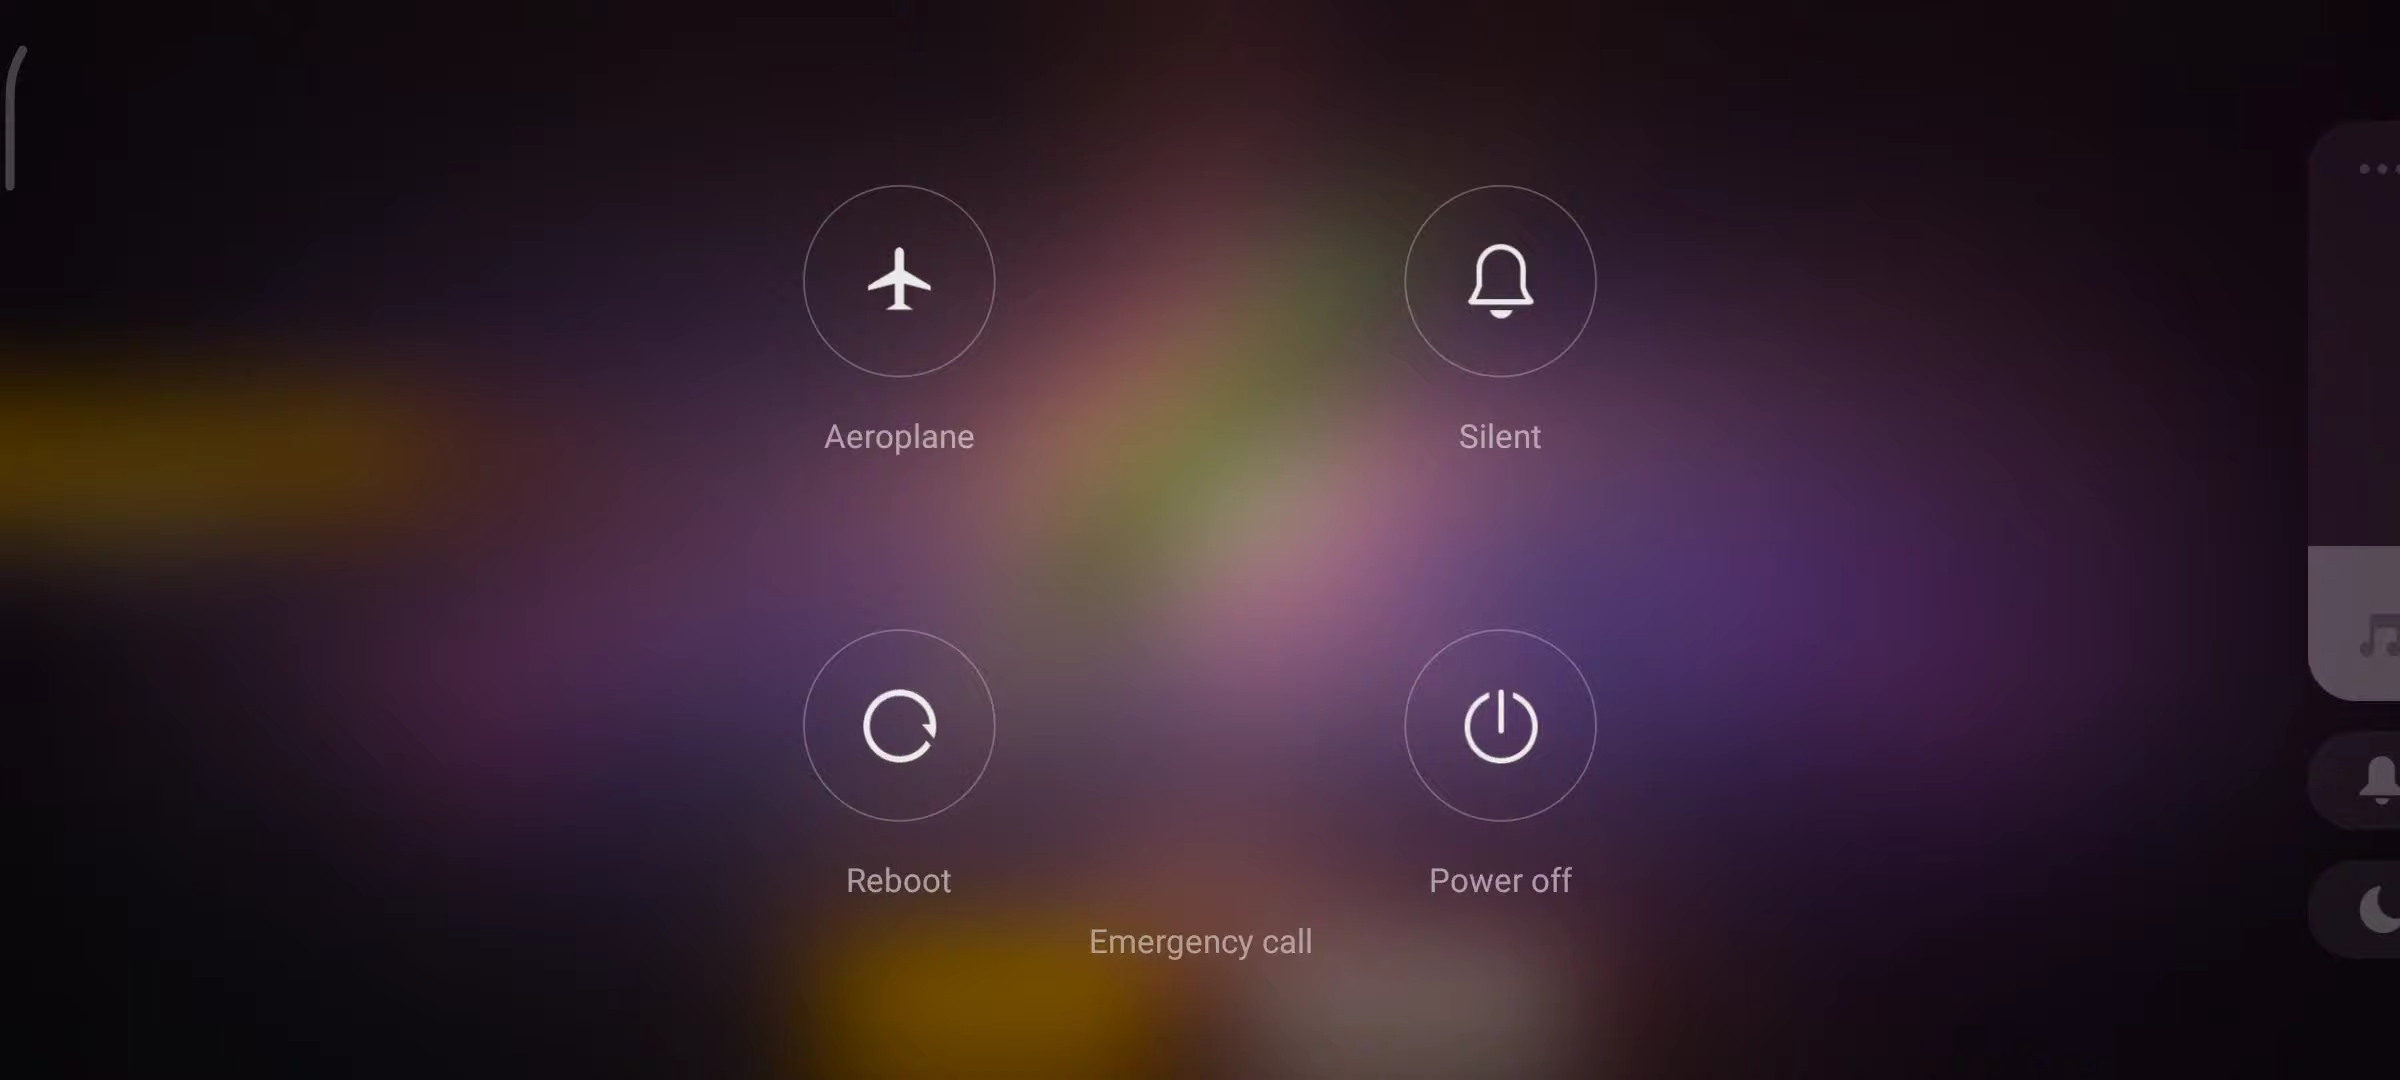 Aeroplane
Silent
Reboot
Power off
Emergency call